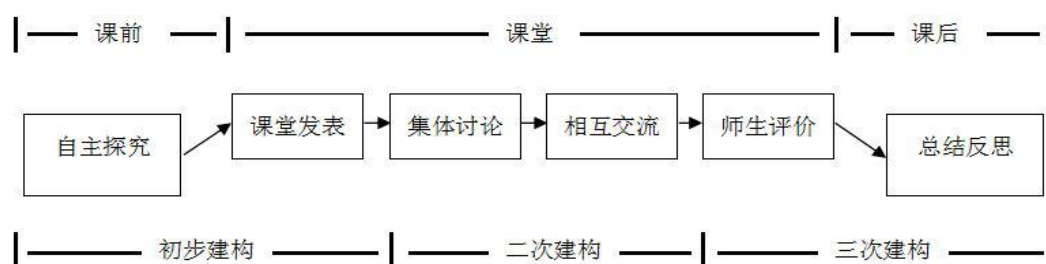 课前 课堂 课后
自主探究 课堂发表 集体讨论 相互交流 师生评价 总结反思
初步建构 二次建构 三次建构